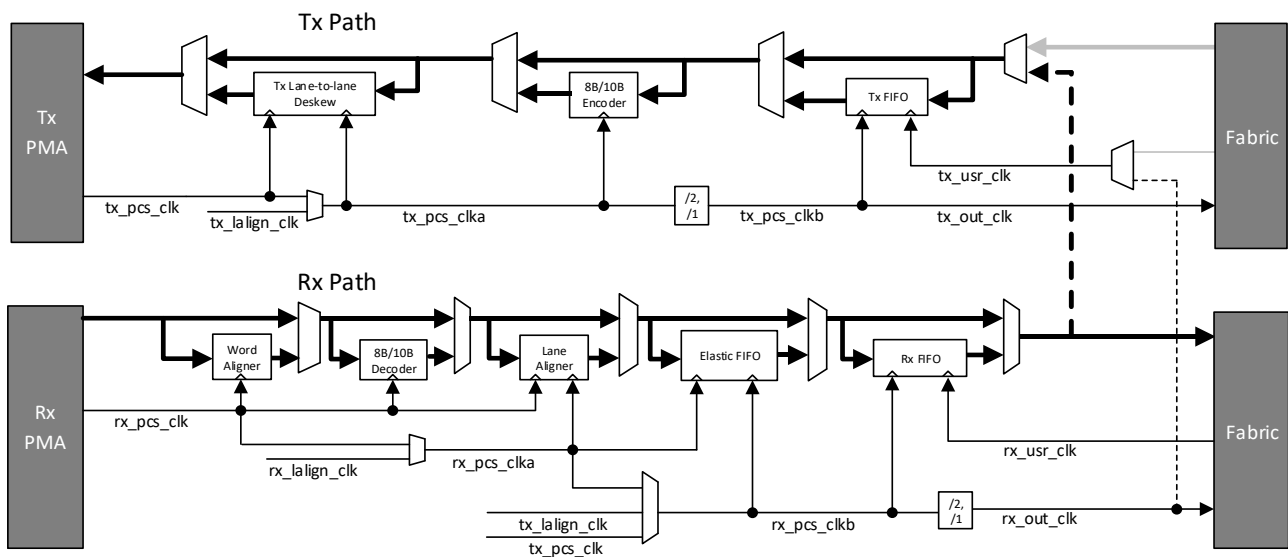 Tx Path
Tx
PMA
Tx Lane-to-lane
Deskew
8B/10B
Encoder
Tx FIFO
Fabric
tx_usr_clk
tx_pcs_clk
tx_lalign_clk
tx_pcs_clka
/2,
/1
tx_pcs_clkb
tx_out_clk
Rx Path
Rx
PMA
Word
Aligner
8B/10B
Decoder
Lane
Aligner
Elastic FIFO
Rx FIFO
Fabric
rx_pcs_clk
rx_usr_clk
rx_lalign_clk
rx_pcs_clka
tx_lalign_clk
tx_pcs_clk
rx_pcs_clkb
/2,
/1
rx_out_clk